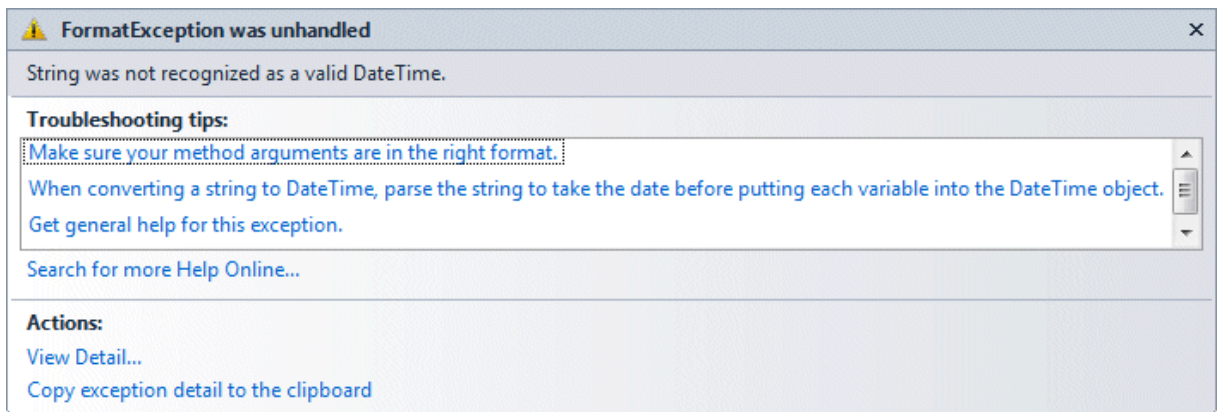 FormatException was unhandled
String was not recognized as a valid DateTime.
Troubleshooting tips:
Make sure your method arguments are in the right format.
When converting a string to DateTime, parse the string to take the date before putting each variable into the DateTime object.
Get general help for this exception.
Search for more Help Online...
Actions:
View Detail...
Copy exception detail to the clipboard